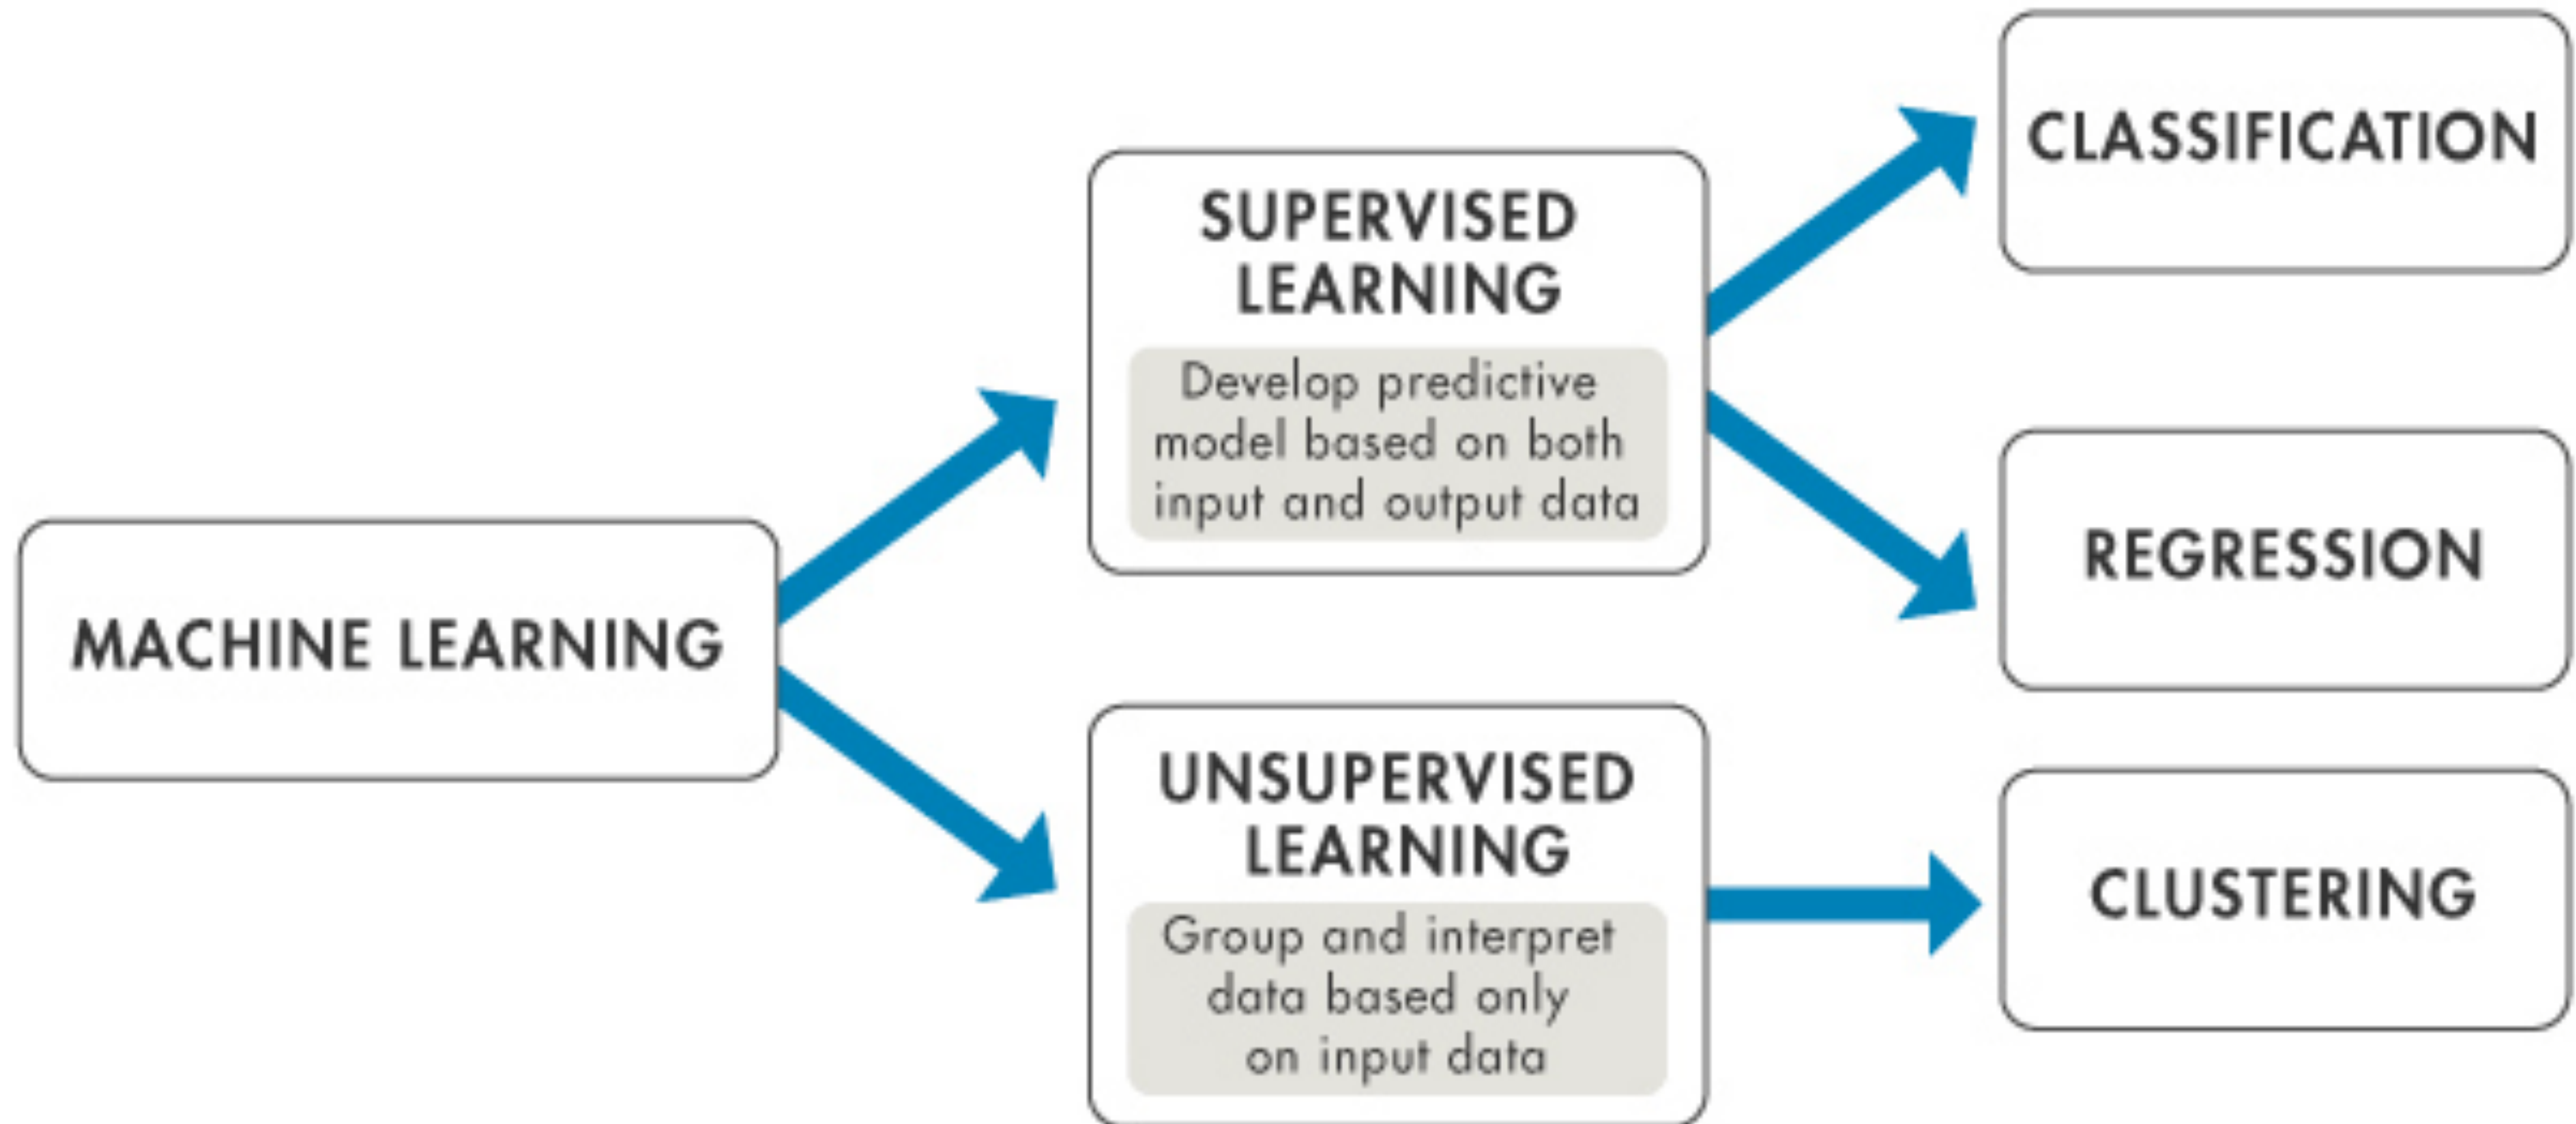 MACHINE LEARNING
SUPERVISED
LEARNING
Develop predictive
model based on both
input and output data
UNSUPERVISED
LEARNING
Group and interpret
data based only
on input data
CLASSIFICATION
REGRESSION
CLUSTERING